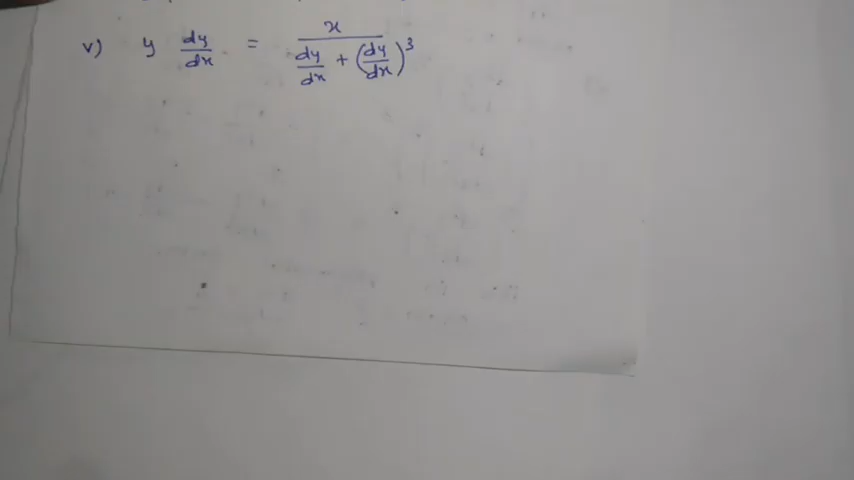 v) y dy/dx = x / (dy/dx + (dy/dx)^3)